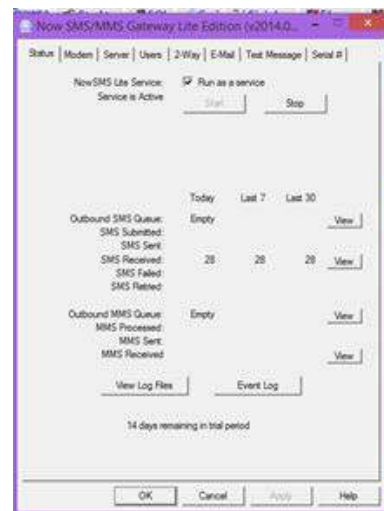 Now SMS/MMS Gateway Lite Edition (v2014.0...
Status Modem Server Users 2-Way E-Mail Test Message Serial #
NowSMS Lite Service: Run as a service
Service is Active Start Stop
Today Last 7 Last 30
Outbound SMS Queue: Empty View
SMS Submitted:
SMS Sent:
SMS Received: 28 28 28 View
SMS Failed:
SMS Retried:
Outbound MMS Queue: Empty View
MMS Processed:
MMS Sent:
MMS Received View
View Log Files Event Log
14 days remaining in trial period
OK Cancel Apply Help